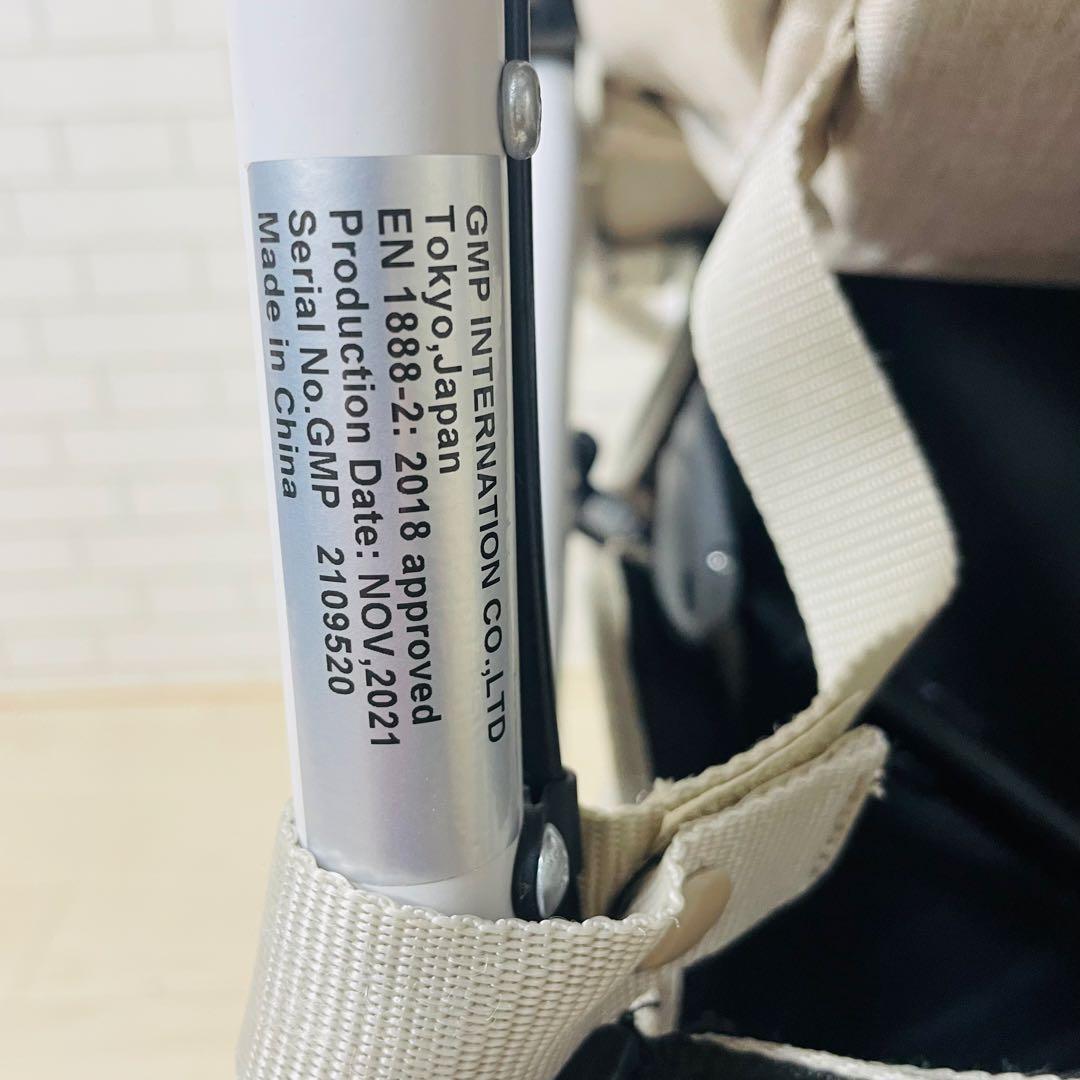 GMP INTERNATION CO.,LTD
Tokyo,Japan
EN 1888-2: 2018 approved
Production Date: NOV,2021
Serial No.GMP 2109520
Made in China